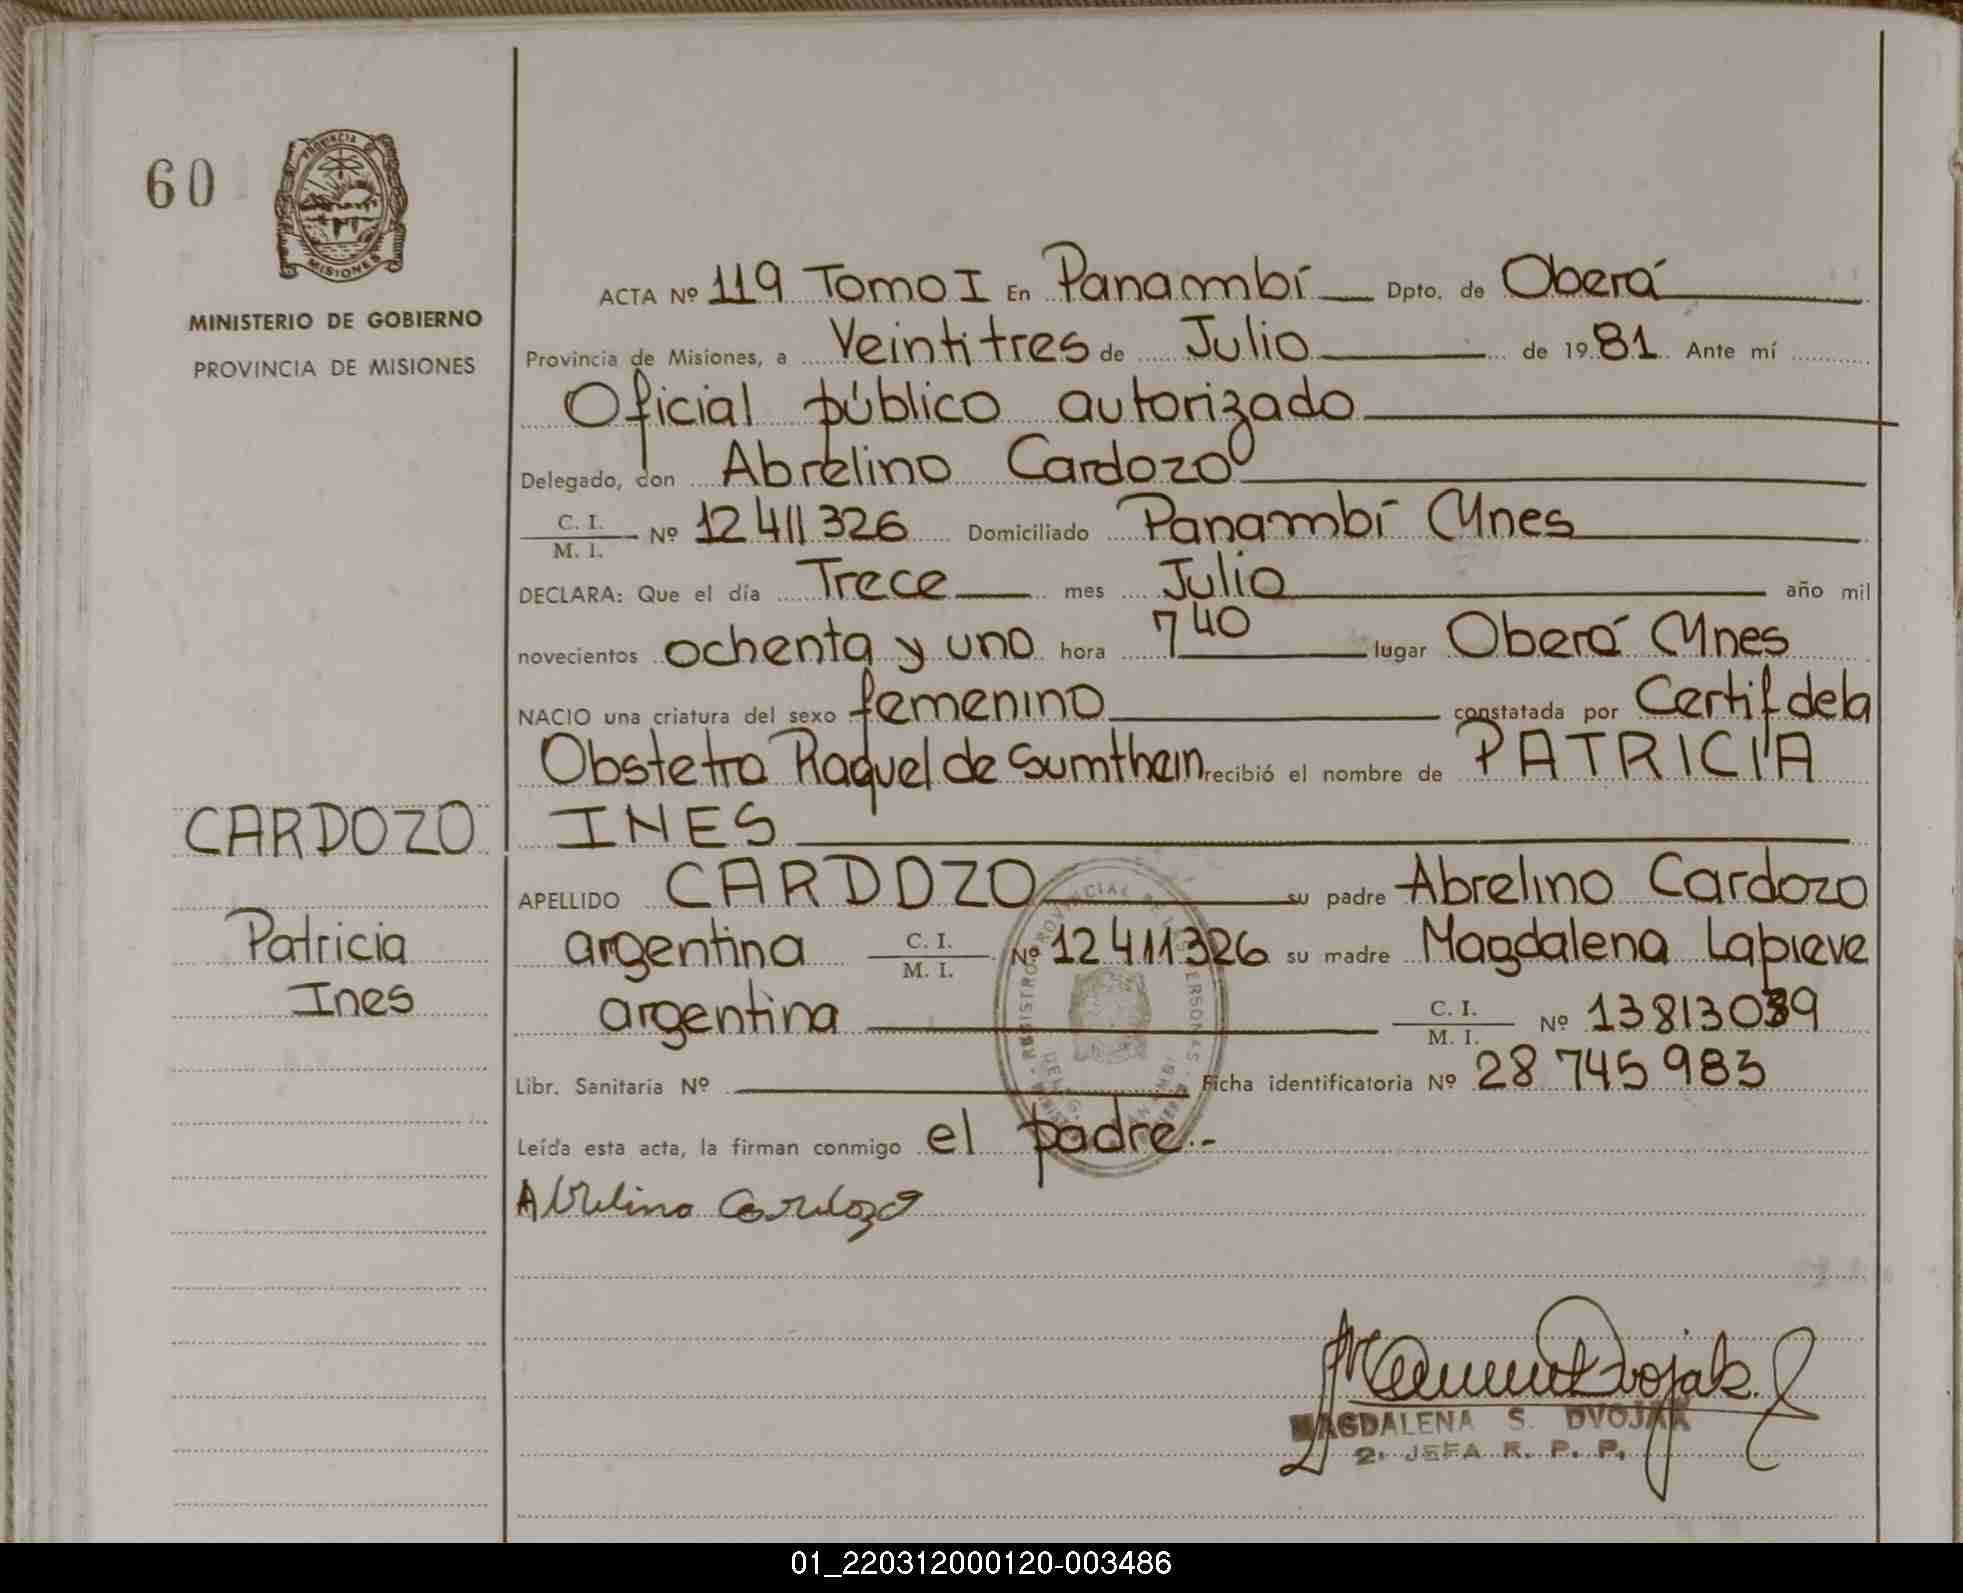 60
PROVINCIA DE
MISIONES
MINISTERIO DE GOBIERNO
PROVINCIA DE MISIONES
ACTA Nº 119 Tomo I En Panambí Dpto. de Oberá
Provincia de Misiones, a Veintitres de Julio de 1981 Ante mí
Oficial público autorizado
Delegado, don Abrelino Cardozo
C. I.
M. I. Nº 12411326 Domiciliado Panambí Mnes
DECLARA: Que el día Trece mes Julio año mil
novecientos ochenta y uno hora 740 lugar Oberá Mnes
NACIO una criatura del sexo femenino constatada por Certif dela
Obstetra Raquel de Sumthein recibió el nombre de PATRICIA
CARDOZO INES
APELLIDO CARDOZO su padre Abrelino Cardozo
Patricia argentina C. I.
M. I. Nº 12411326 su madre Magdalena Lapieve
Ines argentina C. I.
M. I. Nº 13813039
Libr. Sanitaria Nº Ficha identificatoria Nº 28745983
Leída esta acta, la firman conmigo el padre.-
Abrelino Cardozo
MAGDALENA S. DVOJAK
2. JEFA R. P. P.
01_220312000120-003486